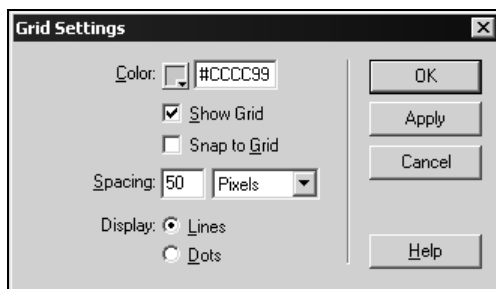 Grid Settings
Color: #CCCC99
Show Grid
Snap to Grid
Spacing: 50 Pixels
Display: Lines
Dots
OK
Apply
Cancel
Help